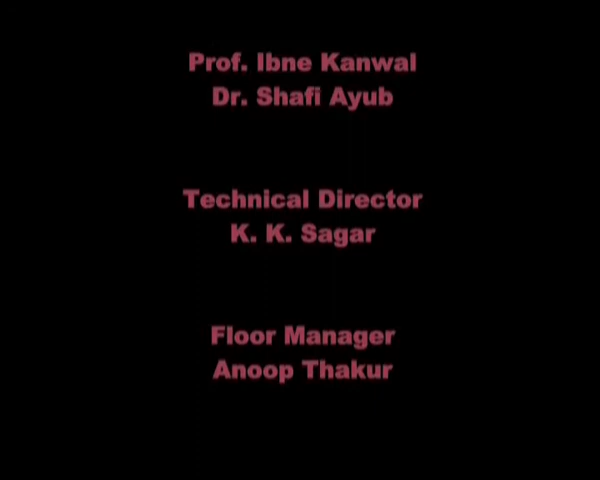 Prof. Ibne Kanwal
Dr. Shafi Ayub
Technical Director
K. K. Sagar
Floor Manager
Anoop Thakur